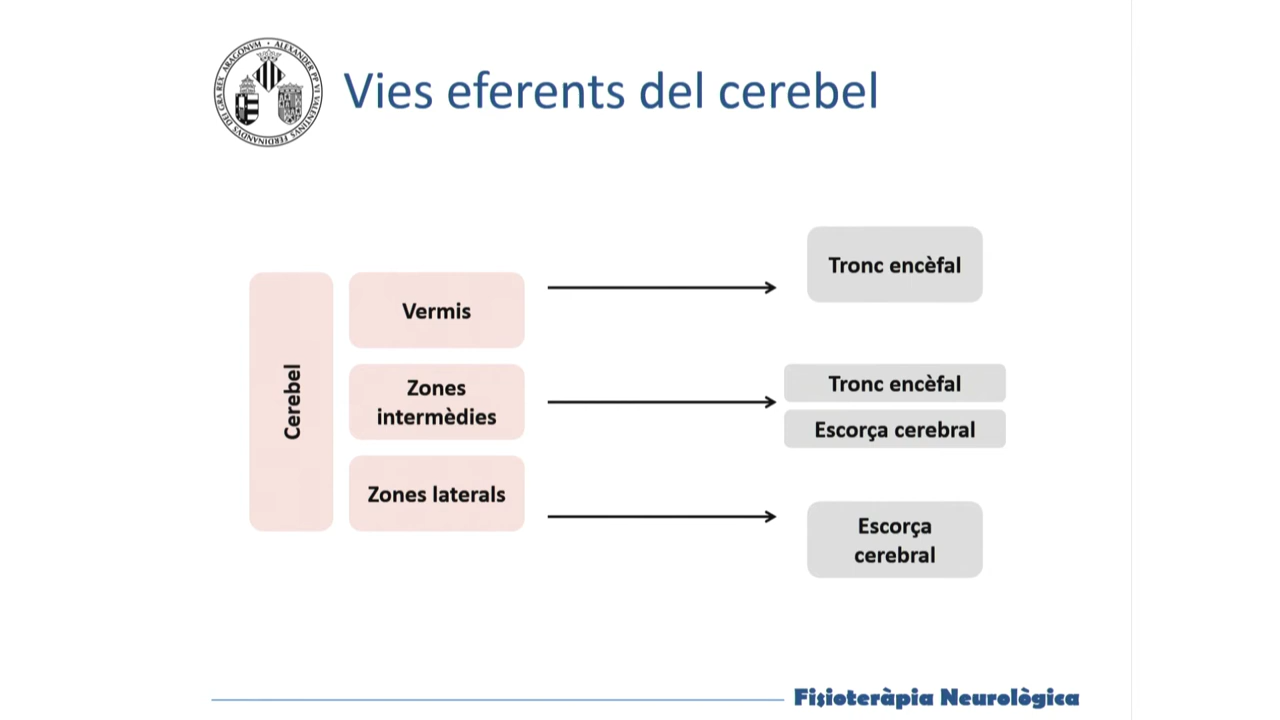 Vies eferents del cerebel
Cerebel
Vermis
Zones
intermèdies
Zones laterals
Tronc encèfal
Tronc encèfal
Escorça cerebral
Escorça
cerebral
Fisioteràpia Neurològica